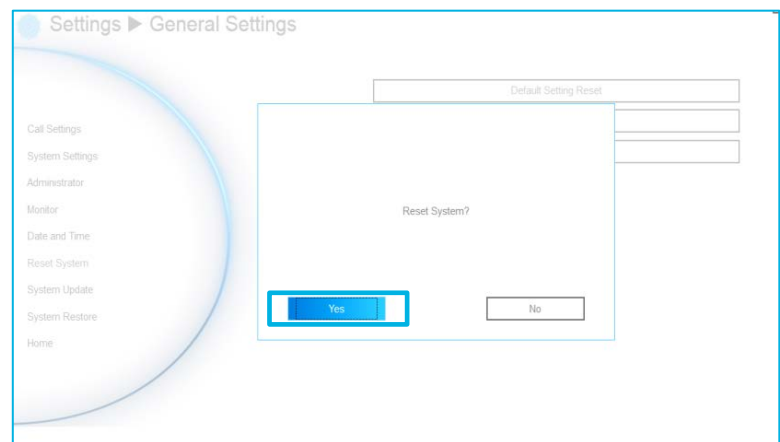 Settings ▶ General Settings
Default Setting Reset
Call Settings
System Settings
Administrator
Monitor
Date and Time
Reset System
System Update
System Restore
Home
Reset System?
Yes
No